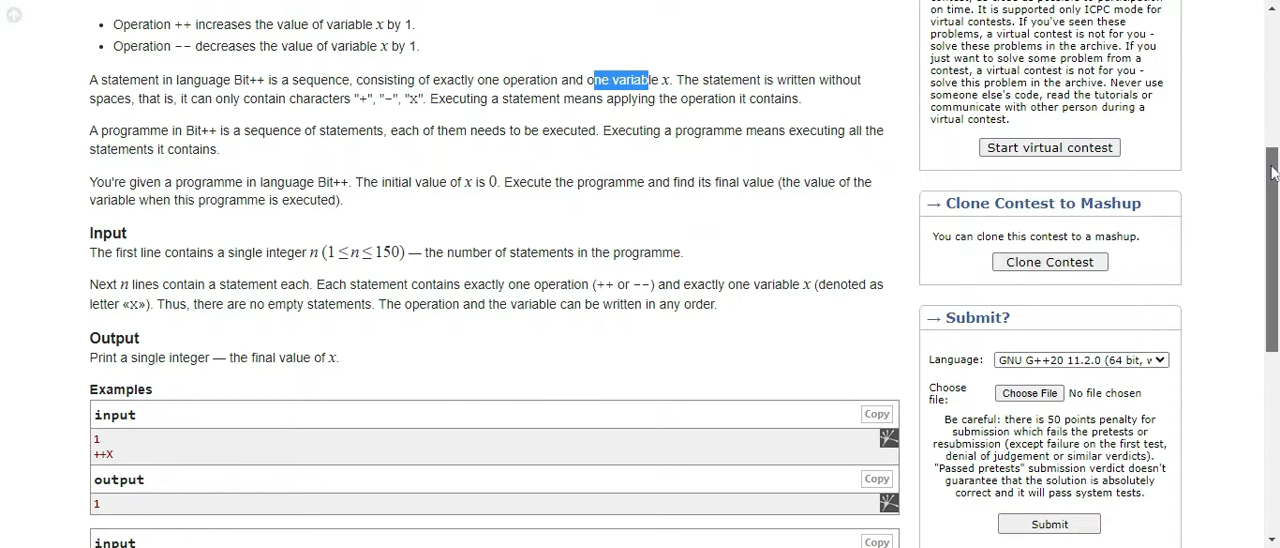 Operation ++ increases the value of variable x by 1.
Operation -- decreases the value of variable x by 1.
A statement in language Bit++ is a sequence, consisting of exactly one operation and one variable x. The statement is written without
spaces, that is, it can only contain characters "+", "-", "X". Executing a statement means applying the operation it contains.
A programme in Bit++ is a sequence of statements, each of them needs to be executed. Executing a programme means executing all the
statements it contains.
You're given a programme in language Bit++. The initial value of x is 0. Execute the programme and find its final value (the value of the
variable when this programme is executed).
Input
The first line contains a single integer n (1 ≤ n ≤ 150) — the number of statements in the programme.
Next n lines contain a statement each. Each statement contains exactly one operation (++ or --) and exactly one variable x (denoted as
letter «X»). Thus, there are no empty statements. The operation and the variable can be written in any order.
Output
Print a single integer — the final value of x.
Examples
input
Copy
1
++X
output
Copy
1
input
Copy
on time. It is supported only ICPC mode for
virtual contests. If you've seen these
problems, a virtual contest is not for you -
solve these problems in the archive. If you
just want to solve some problem from a
contest, a virtual contest is not for you -
solve this problem in the archive. Never use
someone else's code, read the tutorials or
communicate with other person during a
virtual contest.
Start virtual contest
→ Clone Contest to Mashup
You can clone this contest to a mashup.
Clone Contest
→ Submit?
Language: GNU G++20 11.2.0 (64 bit, v
Choose
file: Choose File No file chosen
Be careful: there is 50 points penalty for
submission which fails the pretests or
resubmission (except failure on the first test,
denial of judgement or similar verdicts).
"Passed pretests" submission verdict doesn't
guarantee that the solution is absolutely
correct and it will pass system tests.
Submit